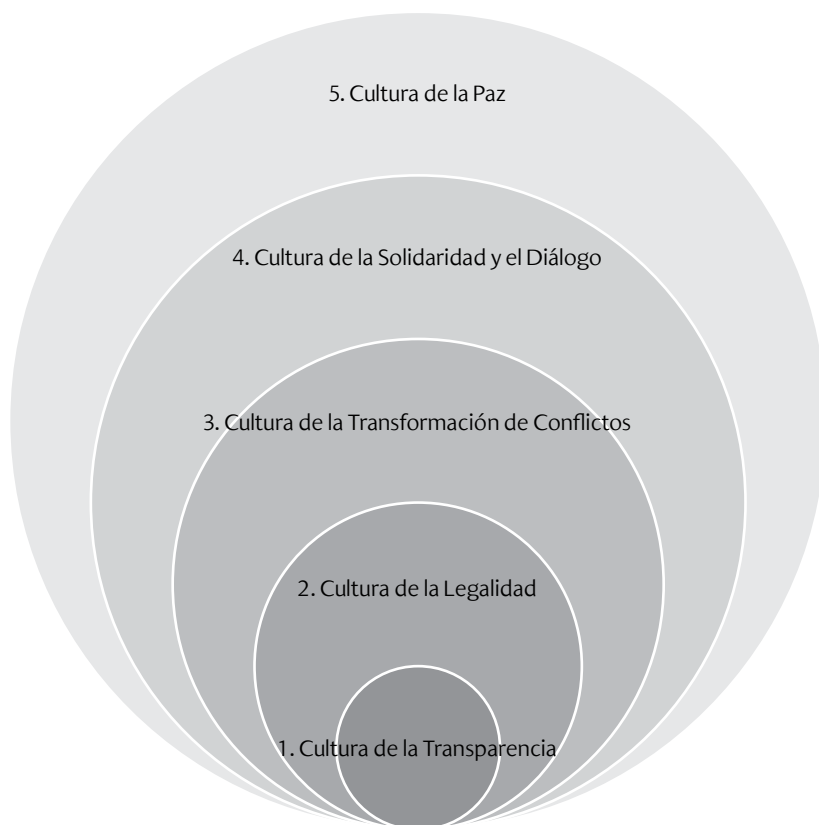 5. Cultura de la Paz
4. Cultura de la Solidaridad y el Diálogo
3. Cultura de la Transformación de Conflictos
2. Cultura de la Legalidad
1. Cultura de la Transparencia